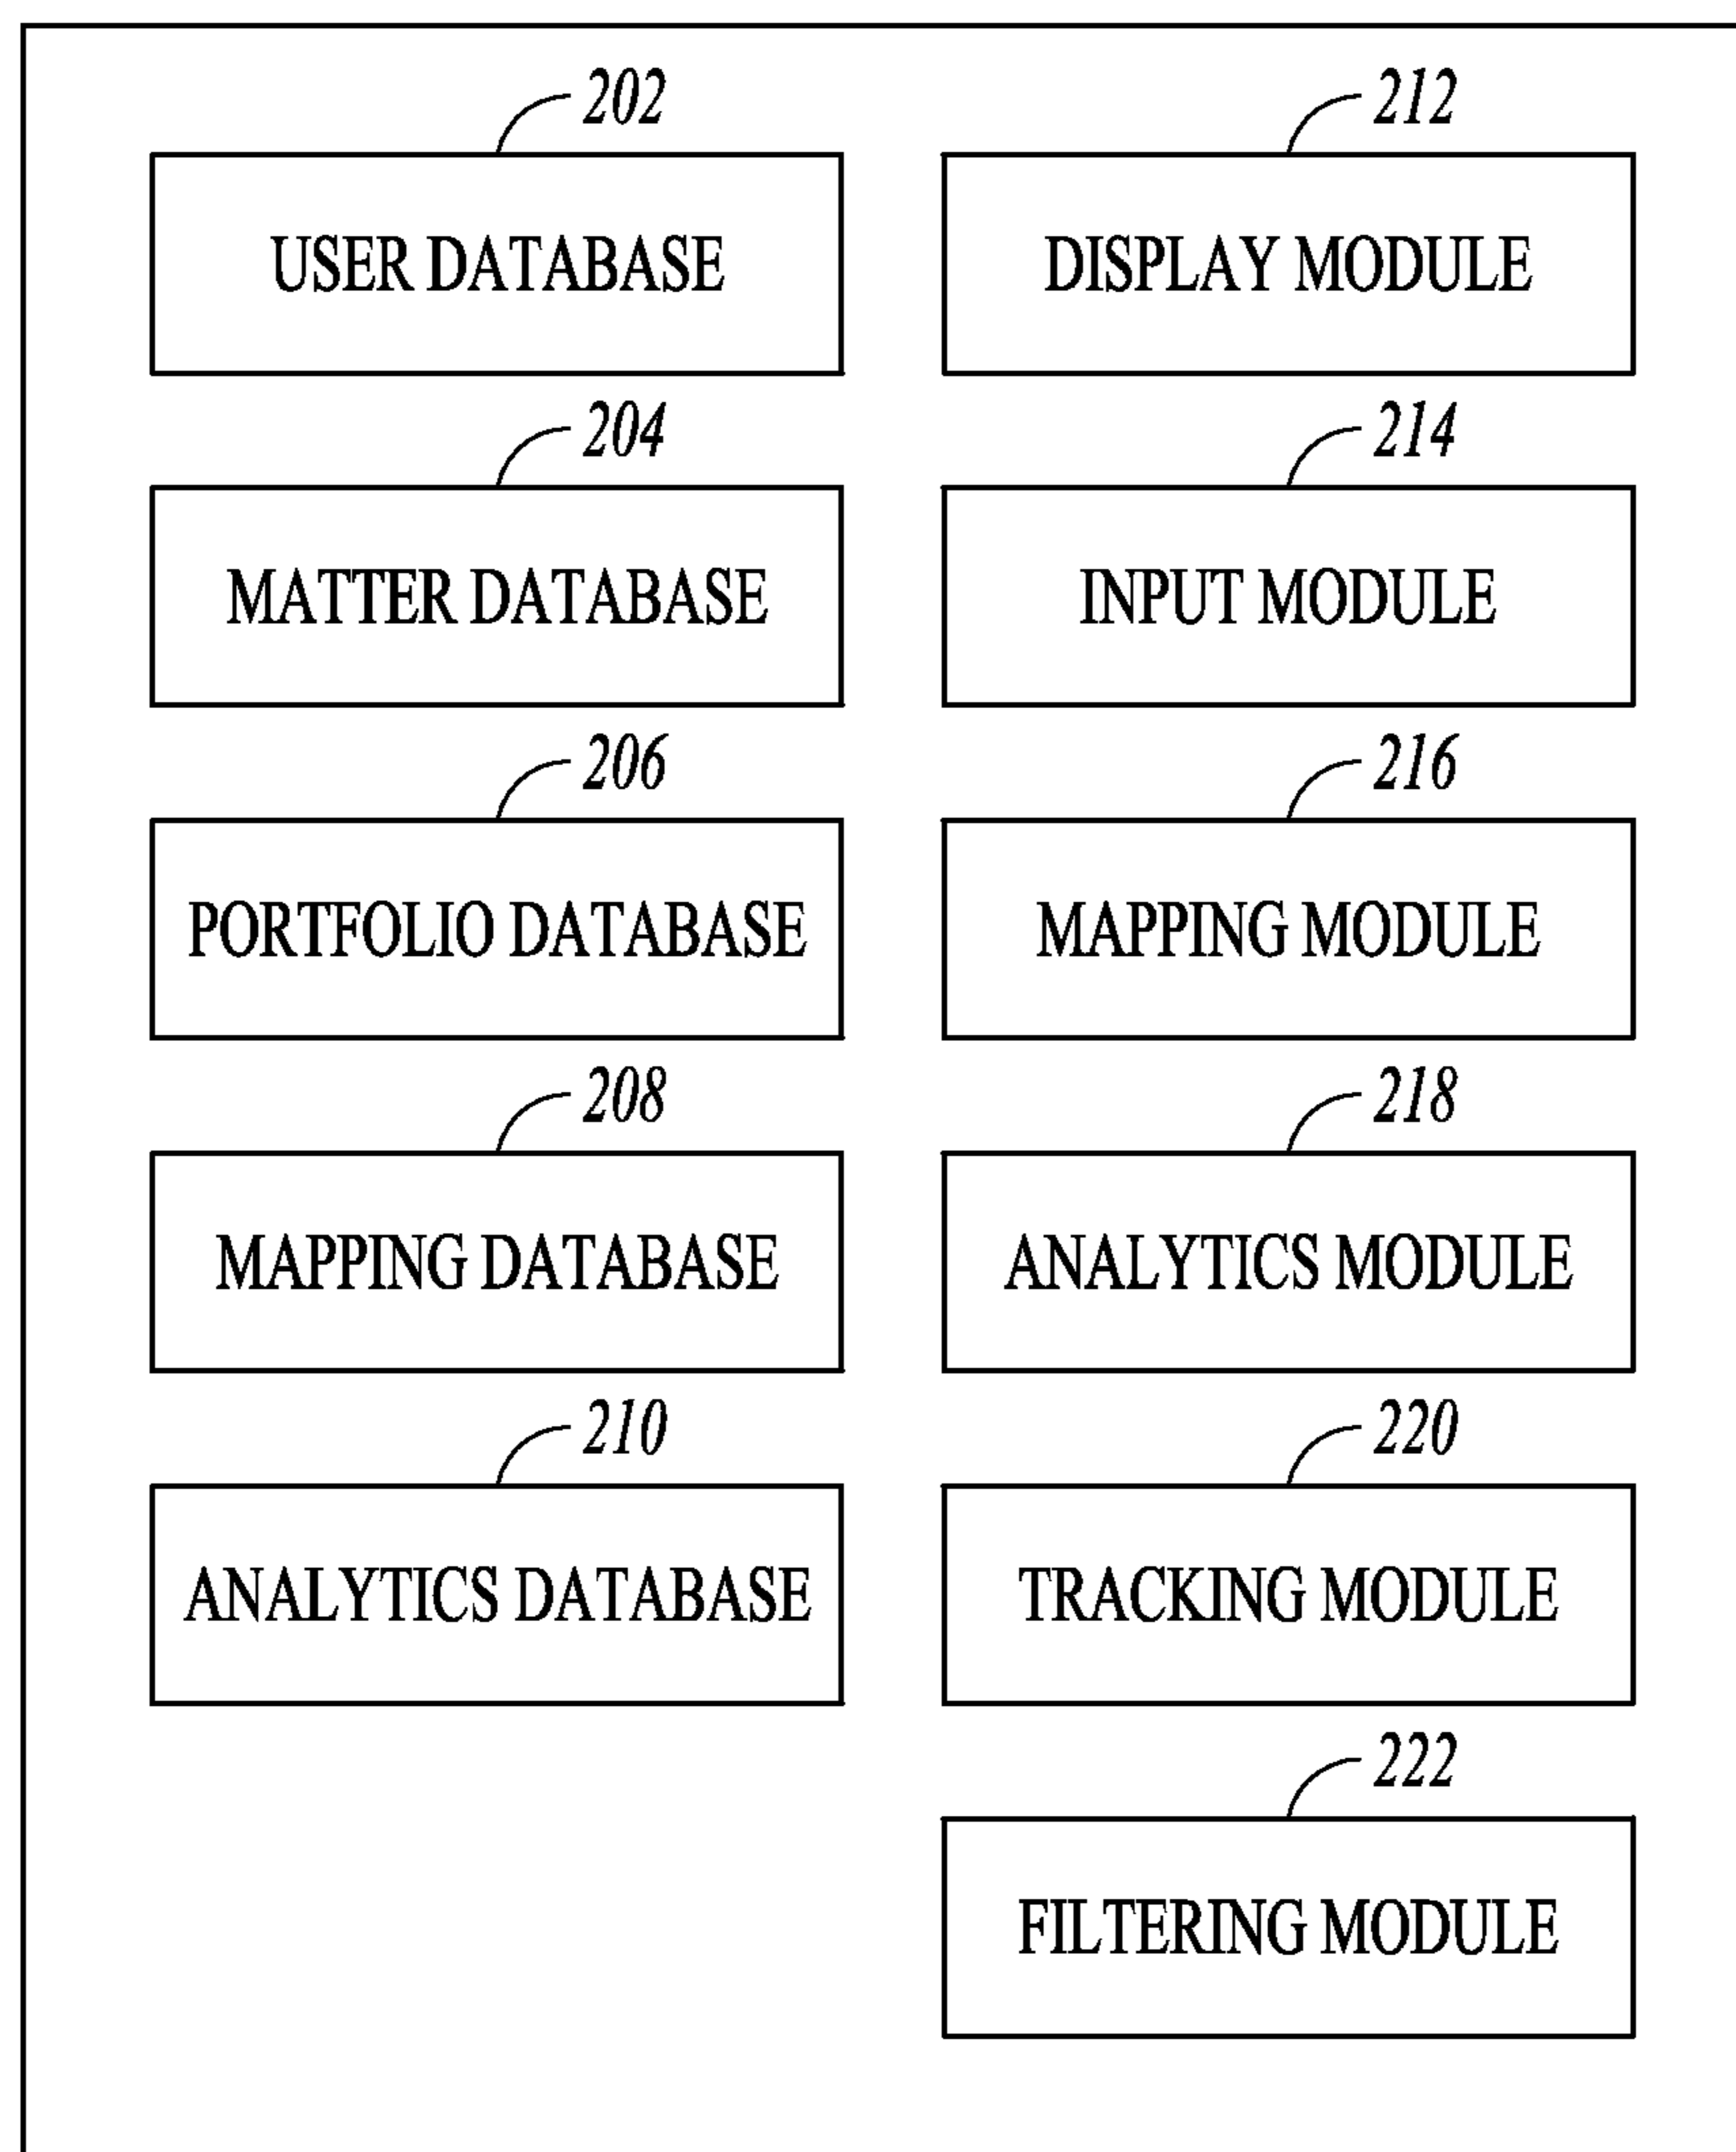 202
USER DATABASE
204
MATTER DATABASE
206
PORTFOLIO DATABASE
208
MAPPING DATABASE
210
ANALYTICS DATABASE
212
DISPLAY MODULE
214
INPUT MODULE
216
MAPPING MODULE
218
ANALYTICS MODULE
220
TRACKING MODULE
222
FILTERING MODULE